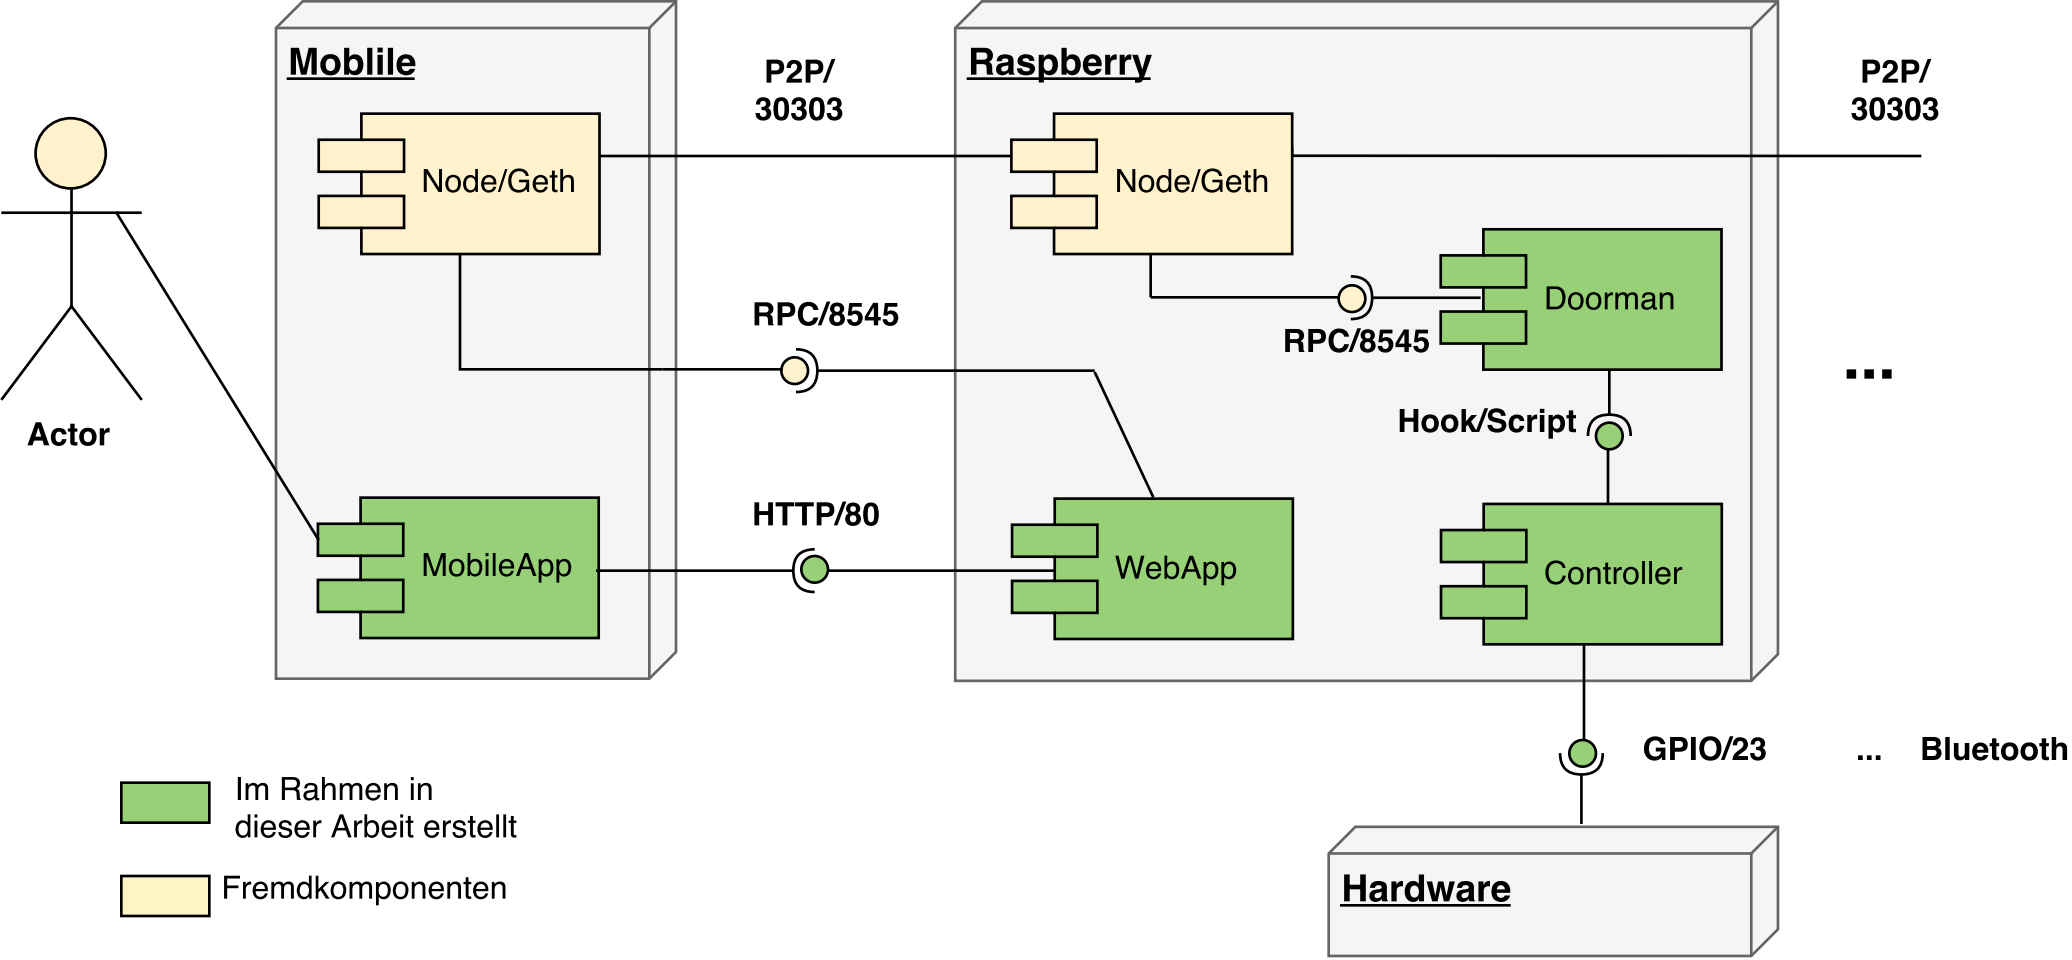 Moblile
Raspberry
P2P/
30303
P2P/
30303
Node/Geth
Node/Geth
Doorman
RPC/8545
RPC/8545
...
Hook/Script
Actor
HTTP/80
MobileApp
WebApp
Controller
GPIO/23 ... Bluetooth
Im Rahmen in
dieser Arbeit erstellt
Fremdkomponenten
Hardware